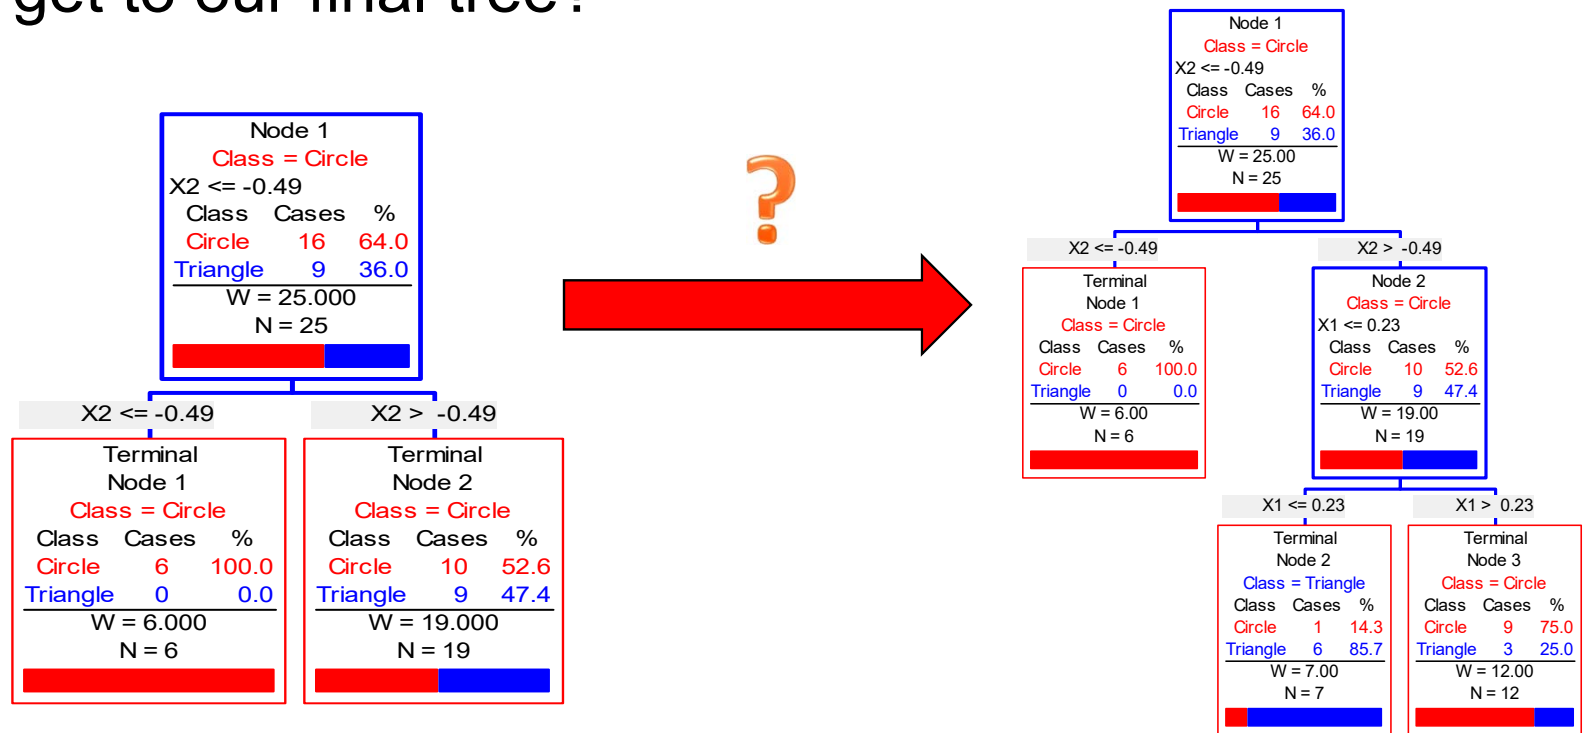 get to our final tree?
Node 1
Class = Circle
X2 <= -0.49
Class Cases %
Circle 16 64.0
Triangle 9 36.0
W = 25.000
N = 25
X2 <= -0.49
X2 > -0.49
Terminal
Node 1
Class = Circle
Class Cases %
Circle 6 100.0
Triangle 0 0.0
W = 6.000
N = 6
Terminal
Node 2
Class = Circle
Class Cases %
Circle 10 52.6
Triangle 9 47.4
W = 19.000
N = 19
?
Node 1
Class = Circle
X2 <= -0.49
Class Cases %
Circle 16 64.0
Triangle 9 36.0
W = 25.00
N = 25
X2 <= -0.49
X2 > -0.49
Terminal
Node 1
Class = Circle
Class Cases %
Circle 6 100.0
Triangle 0 0.0
W = 6.00
N = 6
Node 2
Class = Circle
X1 <= 0.23
Class Cases %
Circle 10 52.6
Triangle 9 47.4
W = 19.00
N = 19
X1 <= 0.23
X1 > 0.23
Terminal
Node 2
Class = Triangle
Class Cases %
Circle 1 14.3
Triangle 6 85.7
W = 7.00
N = 7
Terminal
Node 3
Class = Circle
Class Cases %
Circle 9 75.0
Triangle 3 25.0
W = 12.00
N = 12